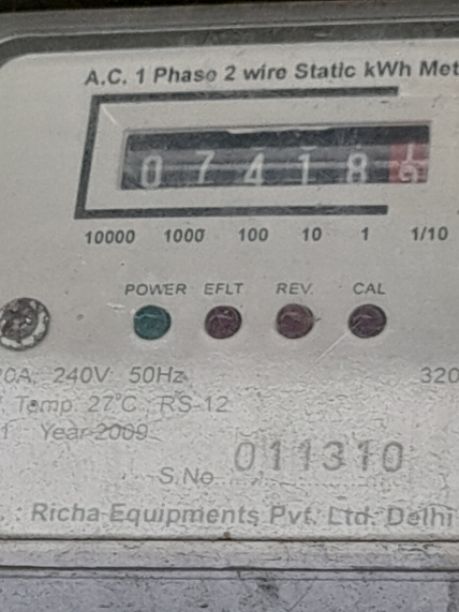 A.C. 1 Phase 2 wire Static kWh Met
0 7 4 1 8
10000 1000 100 10 1 1/10
POWER EFLT REV. CAL
0A, 240V 50Hz 320
Temp. 27°C, RS-12
1 Year-2009
S.No 011310
.: Richa Equipments Pvt. Ltd. Delhi